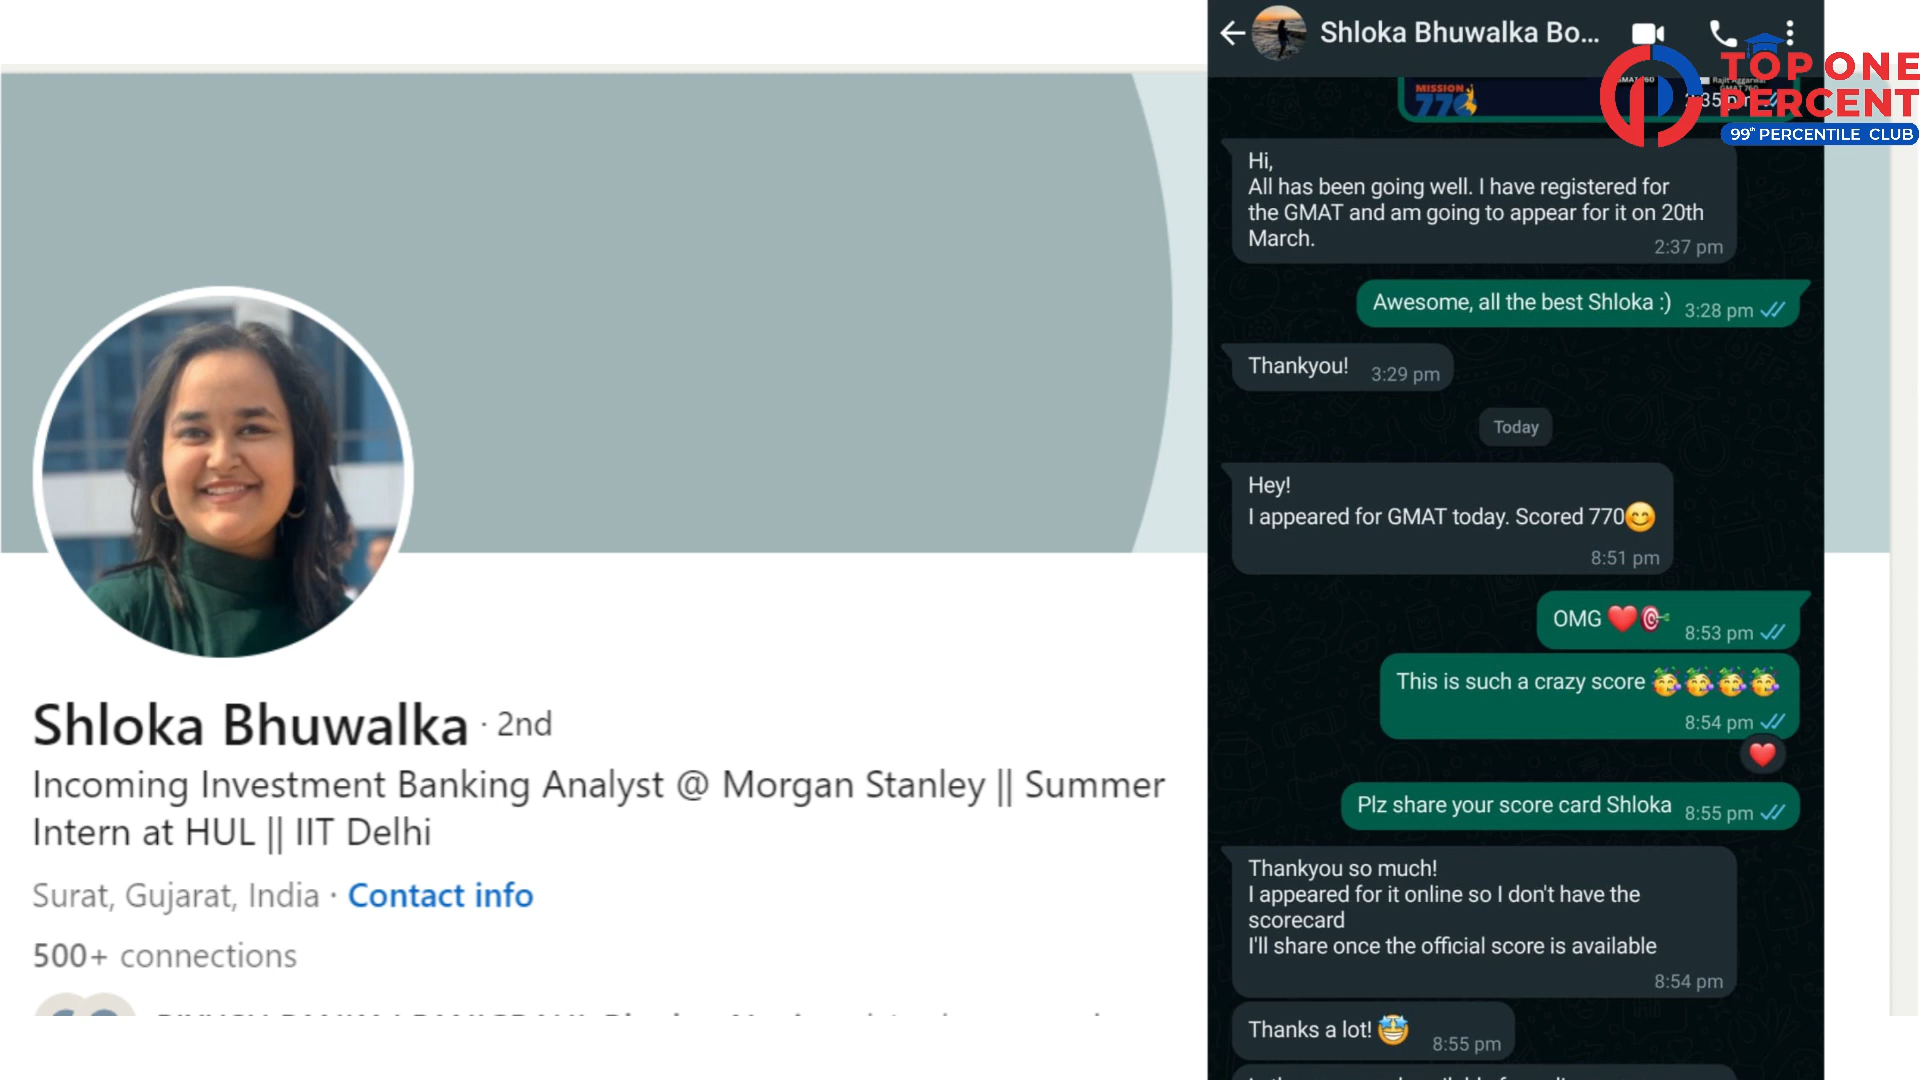 Shloka Bhuwalka · 2nd
Incoming Investment Banking Analyst @ Morgan Stanley || Summer
Intern at HUL || IIT Delhi
Surat, Gujarat, India · Contact info
500+ connections
Shloka Bhuwalka Bo...
TOP ONE
PERCENT
99th PERCENTILE CLUB
MISSION
770
Hi,
All has been going well. I have registered for
the GMAT and am going to appear for it on 20th
March.
2:37 pm
Awesome, all the best Shloka :) 3:28 pm
Thankyou! 3:29 pm
Today
Hey!
I appeared for GMAT today. Scored 770😊
8:51 pm
OMG ❤️🎯 8:53 pm
This is such a crazy score 🥳🥳🥳🥳
8:54 pm
❤️
Plz share your score card Shloka 8:55 pm
Thankyou so much!
I appeared for it online so I don't have the
scorecard
I'll share once the official score is available
8:54 pm
Thanks a lot! 🤩 8:55 pm